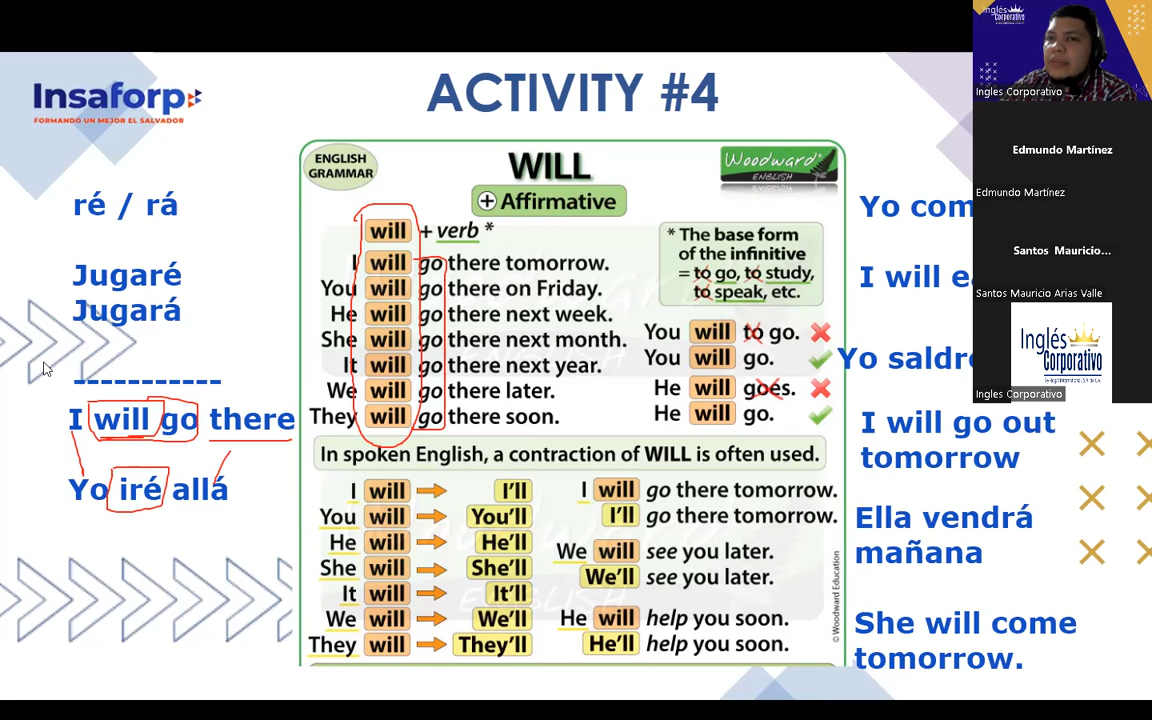 Insaforp
FORMANDO UN MEJOR EL SALVADOR
ACTIVITY #4
ré / rá
Jugaré
Jugará
-----------
I will go there
Yo iré allá
ENGLISH
GRAMMAR
WILL
Woodward
ENGLISH
+ Affirmative
will + verb *
I will go there tomorrow.
You will go there on Friday.
He will go there next week.
She will go there next month.
It will go there next year.
We will go there later.
They will go there soon.
* The base form
of the infinitive
= to go, to study,
to speak, etc.
You will to go.
You will go.
He will goes.
He will go.
In spoken English, a contraction of WILL is often used.
I will I'll
You will You'll
He will He'll
She will She'll
It will It'll
We will We'll
They will They'll
I will go there tomorrow.
I'll go there tomorrow.
We will see you later.
We'll see you later.
He will help you soon.
He'll help you soon.
© Woodward Education
Yo com
I will ea
Yo saldr
I will go out
tomorrow
Ella vendrá
mañana
She will come
tomorrow.
Inglés
Corporativo
Ingles Corporativo
Edmundo Martínez
Edmundo Martínez
Santos Mauricio...
Santos Mauricio Arias Valle
Inglés
Corporativo
Ingles Corporativo